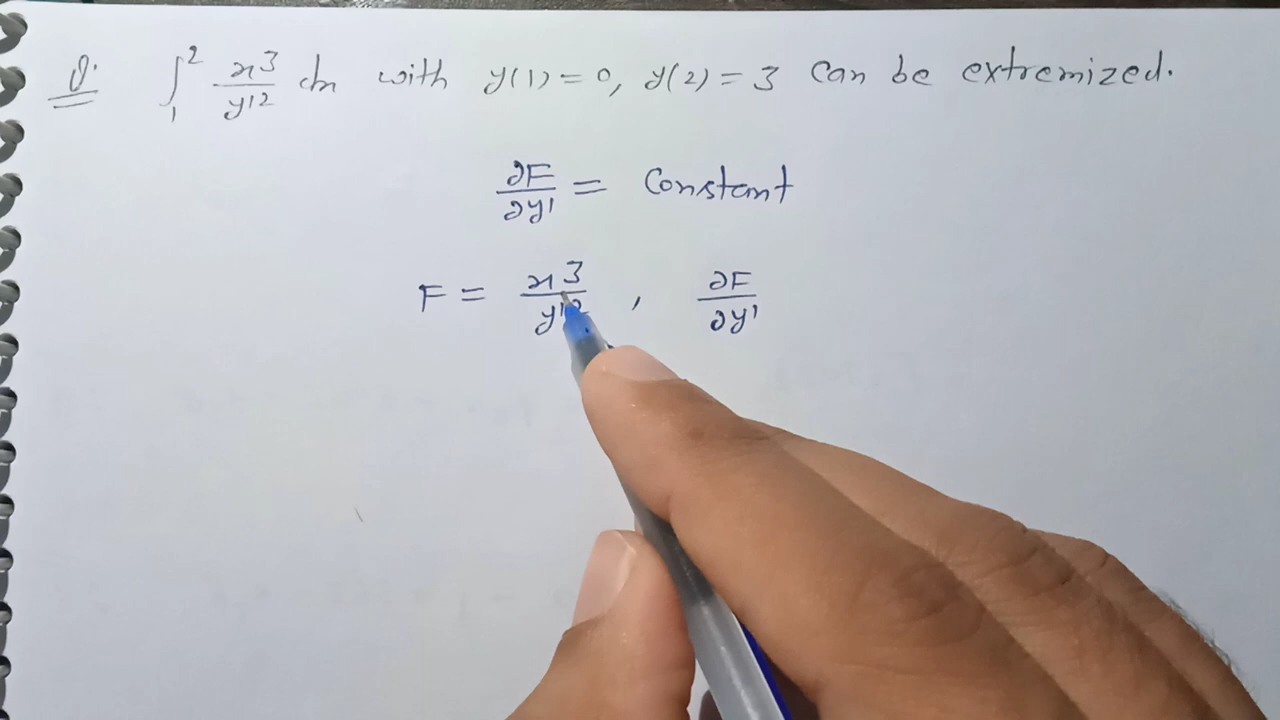 Q. ∫₁² x³/y'² dx with y(1) = 0, y(2) = 3 can be extremized.
∂F/∂y' = Constant
F = x³/y'² , ∂F/∂y'